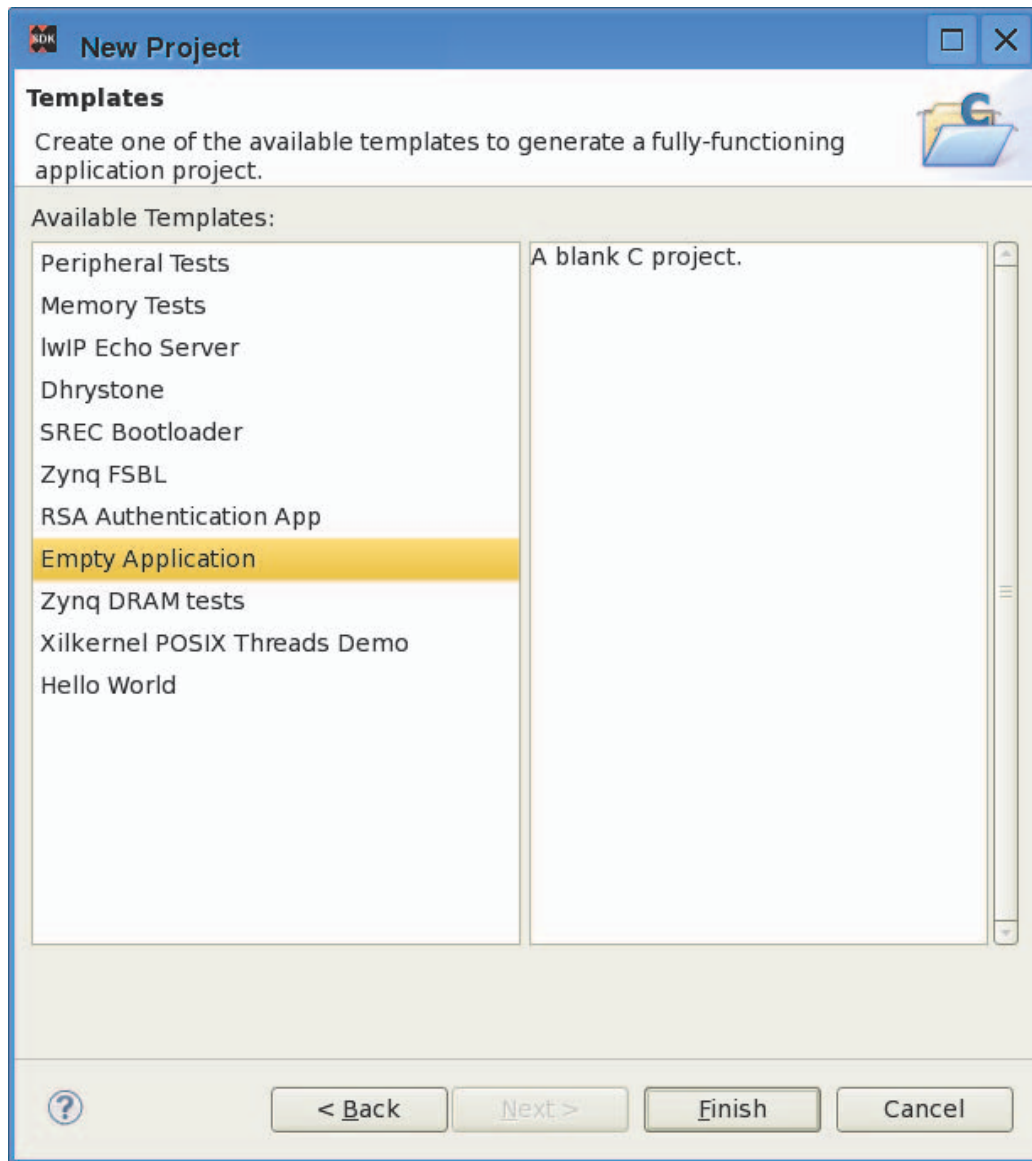 SDK
New Project
Templates
Create one of the available templates to generate a fully-functioning
application project.
C
Available Templates:
Peripheral Tests
Memory Tests
lwIP Echo Server
Dhrystone
SREC Bootloader
Zynq FSBL
RSA Authentication App
Empty Application
Zynq DRAM tests
Xilkernel POSIX Threads Demo
Hello World
A blank C project.
?
< Back
Next >
Finish
Cancel